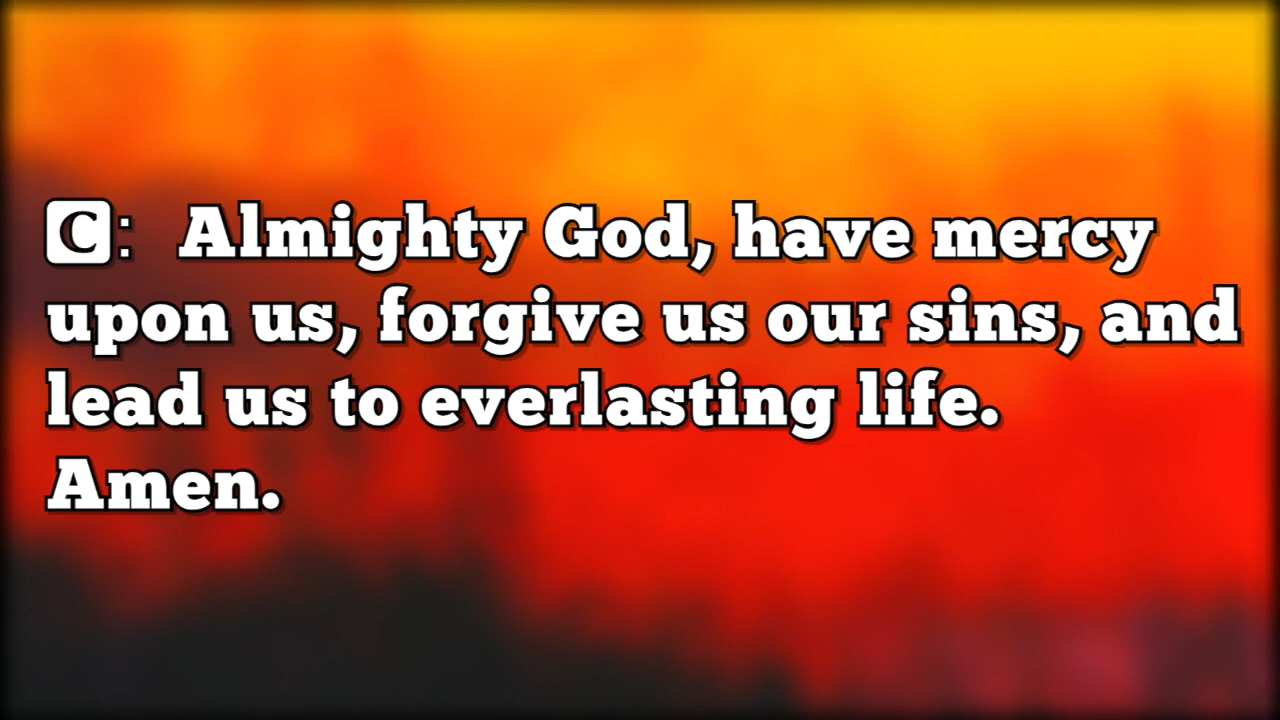 C: Almighty God, have mercy
upon us, forgive us our sins, and
lead us to everlasting life.
Amen.